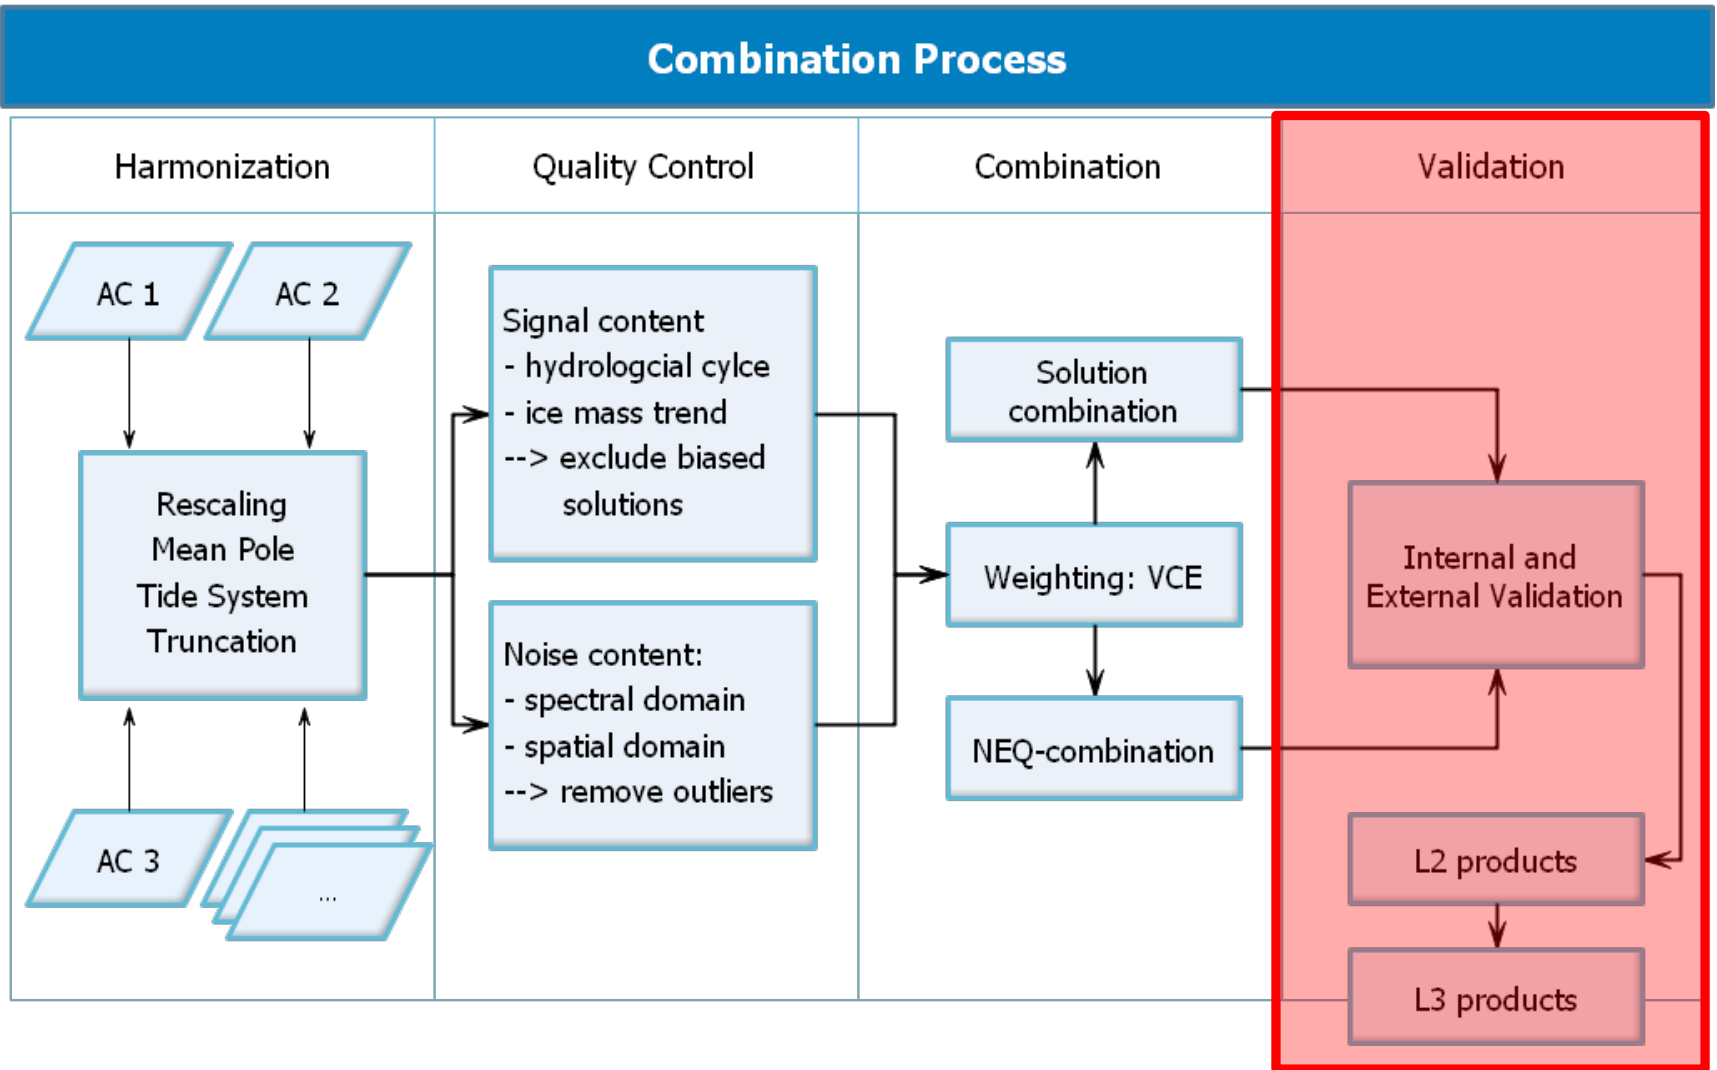 Combination Process
Harmonization
Quality Control
Combination
Validation
AC 1
AC 2
Rescaling
Mean Pole
Tide System
Truncation
AC 3
...
Signal content
- hydrologcial cylce
- ice mass trend
--> exclude biased
solutions
Noise content:
- spectral domain
- spatial domain
--> remove outliers
Solution
combination
Weighting: VCE
NEQ-combination
Internal and
External Validation
L2 products
L3 products